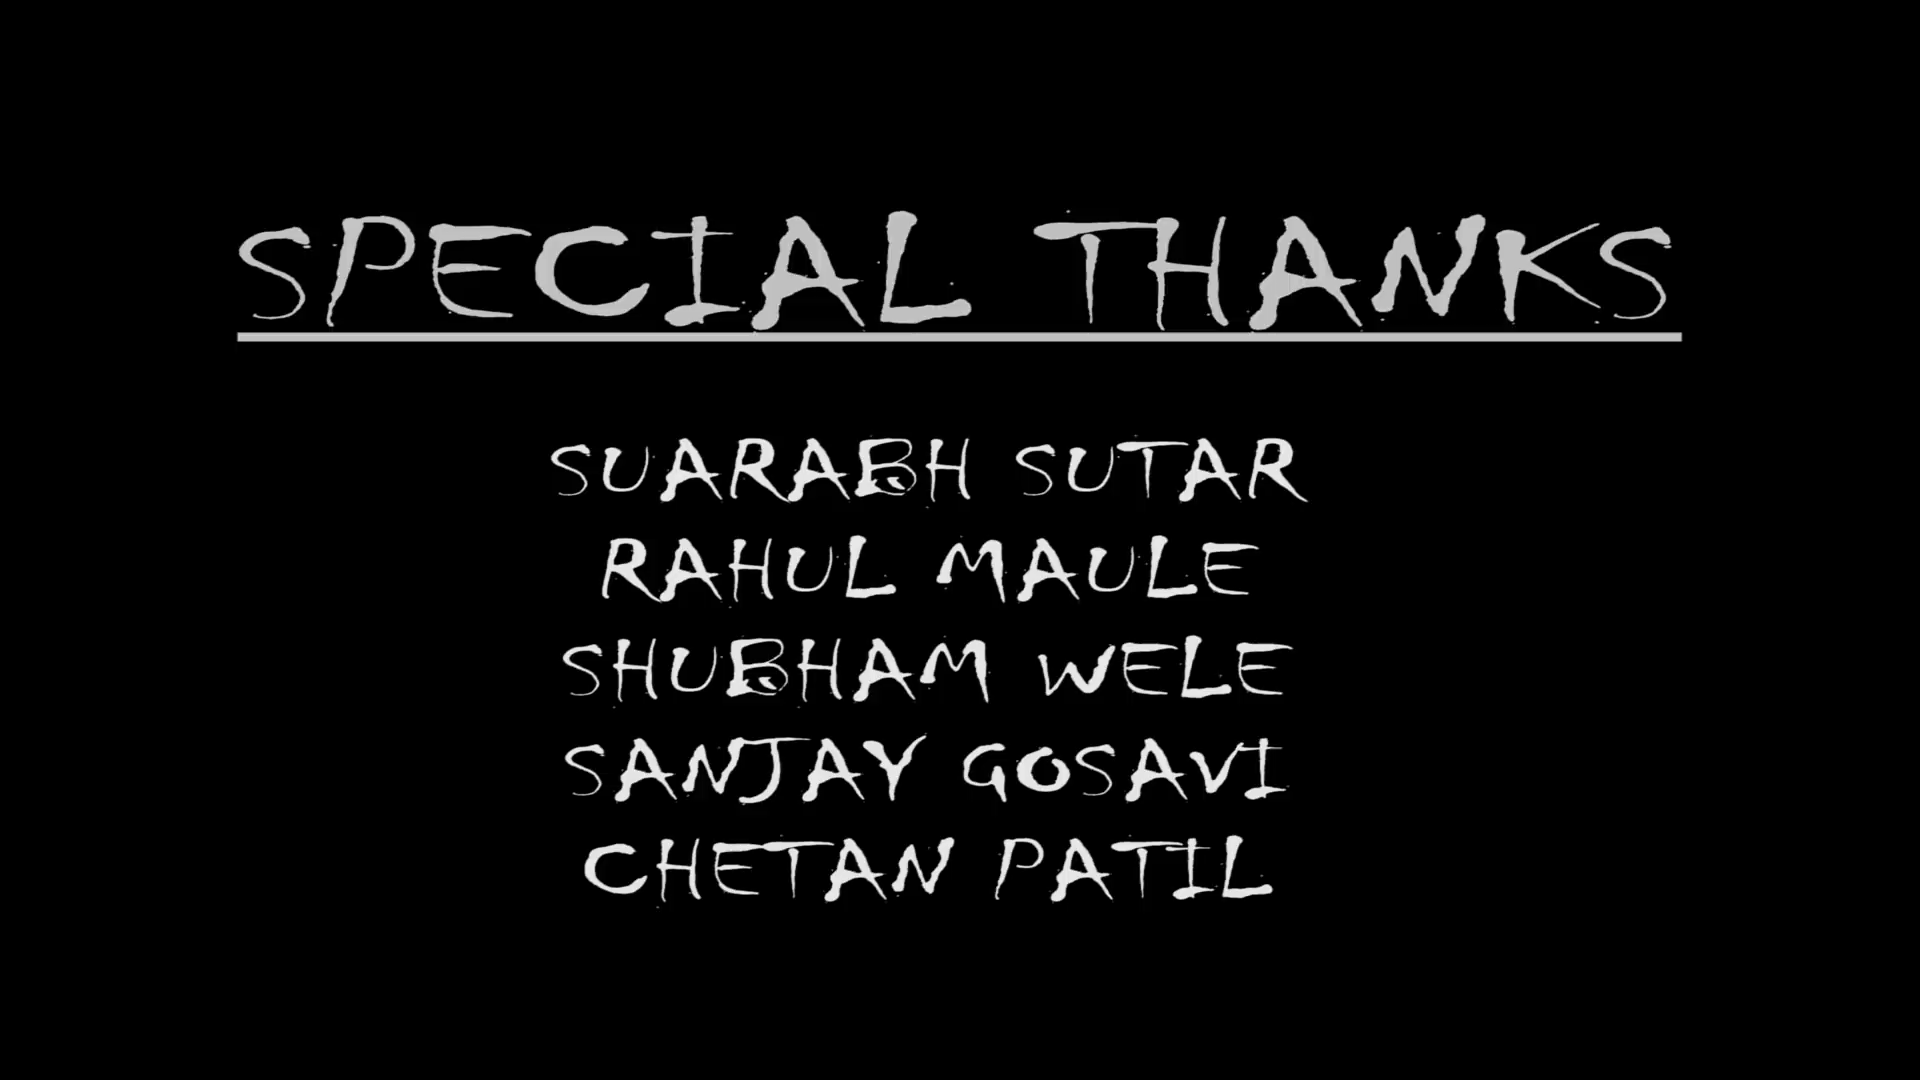 SPECIAL THANKS
SUARABH SUTAR
RAHUL MAULE
SHUBHAM WELE
SANJAY GOSAVI
CHETAN PATIL